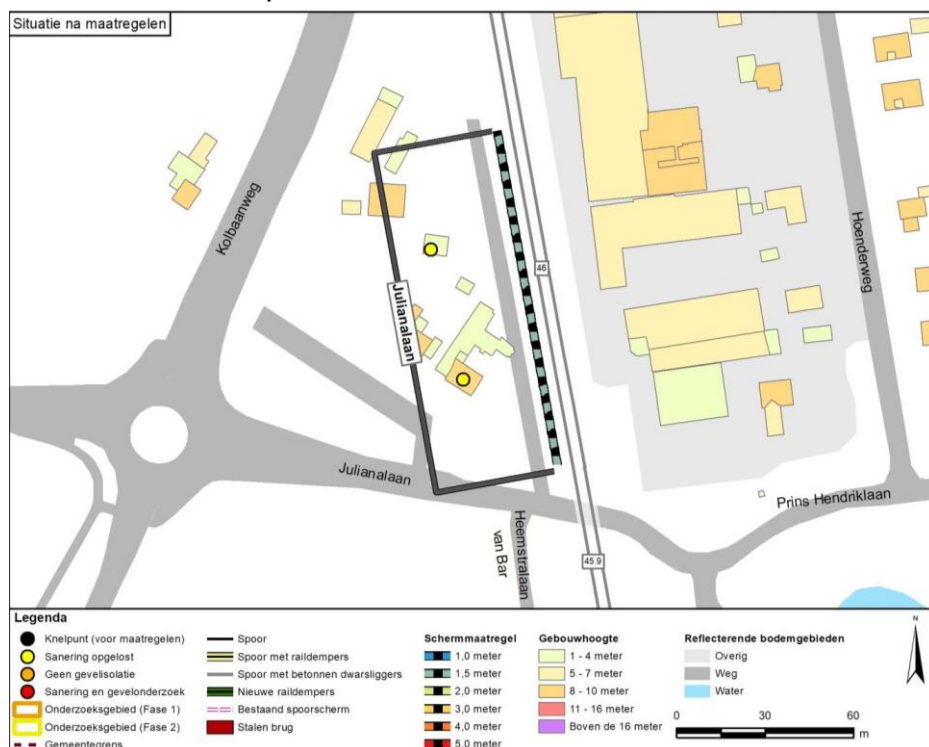 Situatie na maatregelen
Kolbaanweg
Julianalaan
46
Hoenderweg
Julianalaan
Prins Hendriklaan
Heemstralaan
van Bar
45.9
Legenda
Knelpunt (voor maatregelen)
Sanering opgelost
Geen gevelisolatie
Sanering en gevelonderzoek
Onderzoeksgebied (Fase 1)
Onderzoeksgebied (Fase 2)
Gemeentegrens
Spoor
Spoor met raildempers
Spoor met betonnen dwarsliggers
Nieuwe raildempers
Bestaand spoorscherm
Stalen brug
Schermmaatregel
1,0 meter
1,5 meter
2,0 meter
3,0 meter
4,0 meter
5,0 meter
Gebouwhoogte
1 - 4 meter
5 - 7 meter
8 - 10 meter
11 - 16 meter
Boven de 16 meter
Reflecterende bodemgebieden
Overig
Weg
Water
N
0 30 60
m